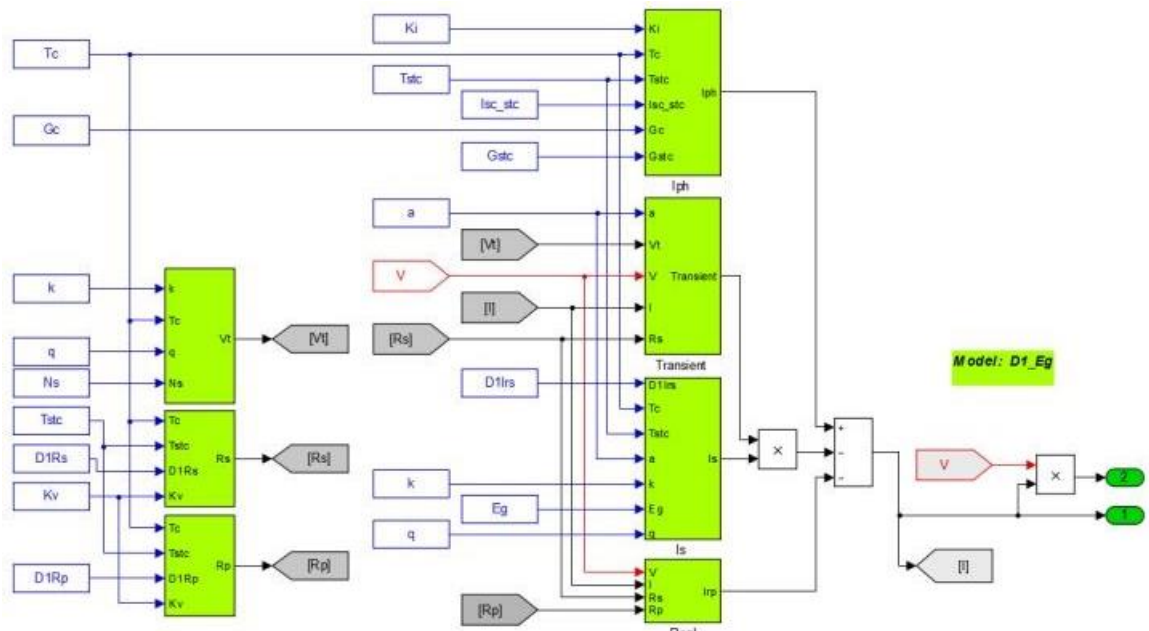 Tc
Gc
k
q
Ns
Tstc
D1Rs
Kv
D1Rp
k
Tc
q
Ns
Vt
Tc
Tstc
D1Rs
Kv
Rs
Tc
Tstc
D1Rp
Kv
Rp
[Vt]
[Rs]
[Rp]
Ki
Tstc
Isc_stc
Gstc
a
[Vt]
V
[I]
[Rs]
D1Irs
k
Eg
q
[Rp]
Ki
Tc
Tstc
Isc_stc
Gc
Gstc
Iph
Iph
a
Vt
V
I
Rs
Transient
Transient
D1Irs
Tc
Tstc
a
k
Eg
q
Is
Is
V
I
Rs
Rp
Irp
×
+
−
−
Model: D1_Eg
V
×
2
1
[I]